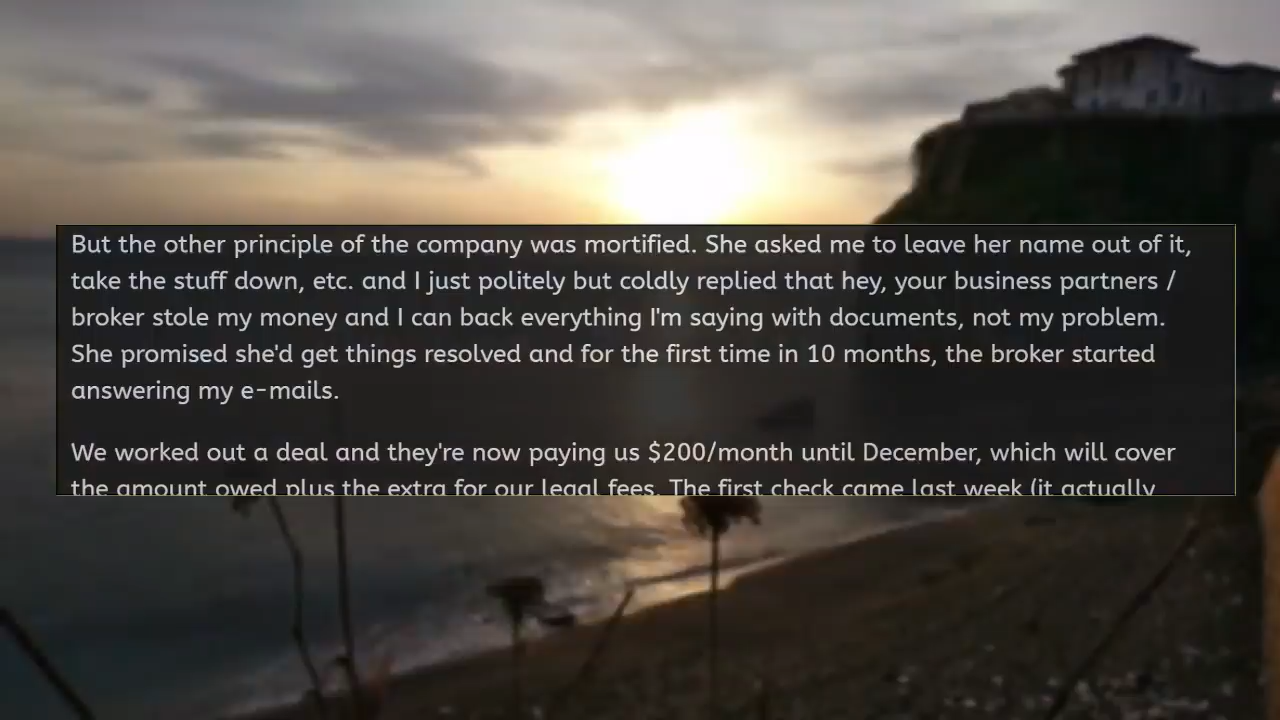 But the other principle of the company was mortified. She asked me to leave her name out of it,
take the stuff down, etc. and I just politely but coldly replied that hey, your business partners /
broker stole my money and I can back everything I'm saying with documents, not my problem.
She promised she'd get things resolved and for the first time in 10 months, the broker started
answering my e-mails.
We worked out a deal and they're now paying us $200/month until December, which will cover
the amount owed plus the extra for our legal fees. The first check came last week (it actually